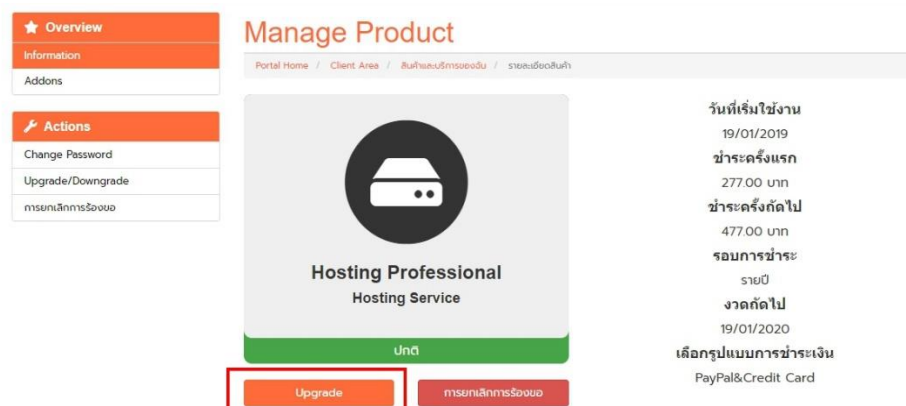 Overview
Information
Addons
Actions
Change Password
Upgrade/Downgrade
การยกเลิกการร้องขอ
Manage Product
Portal Home / Client Area / สินค้าและบริการของฉัน / รายละเอียดสินค้า
Hosting Professional
Hosting Service
ปกติ
Upgrade
การยกเลิกการร้องขอ
วันที่เริ่มใช้งาน
19/01/2019
ชำระครั้งแรก
277.00 บาท
ชำระครั้งถัดไป
477.00 บาท
รอบการชำระ
รายปี
งวดถัดไป
19/01/2020
เลือกรูปแบบการชำระเงิน
PayPal&Credit Card